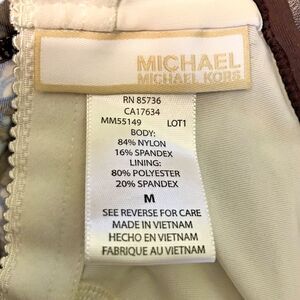 MICHAEL
MICHAEL KORS
RN 85736
CA17634
MM55149 LOT1
BODY:
84% NYLON
16% SPANDEX
LINING:
80% POLYESTER
20% SPANDEX
M
SEE REVERSE FOR CARE
MADE IN VIETNAM
HECHO EN VIETNAM
FABRIQUE AU VIETNAM